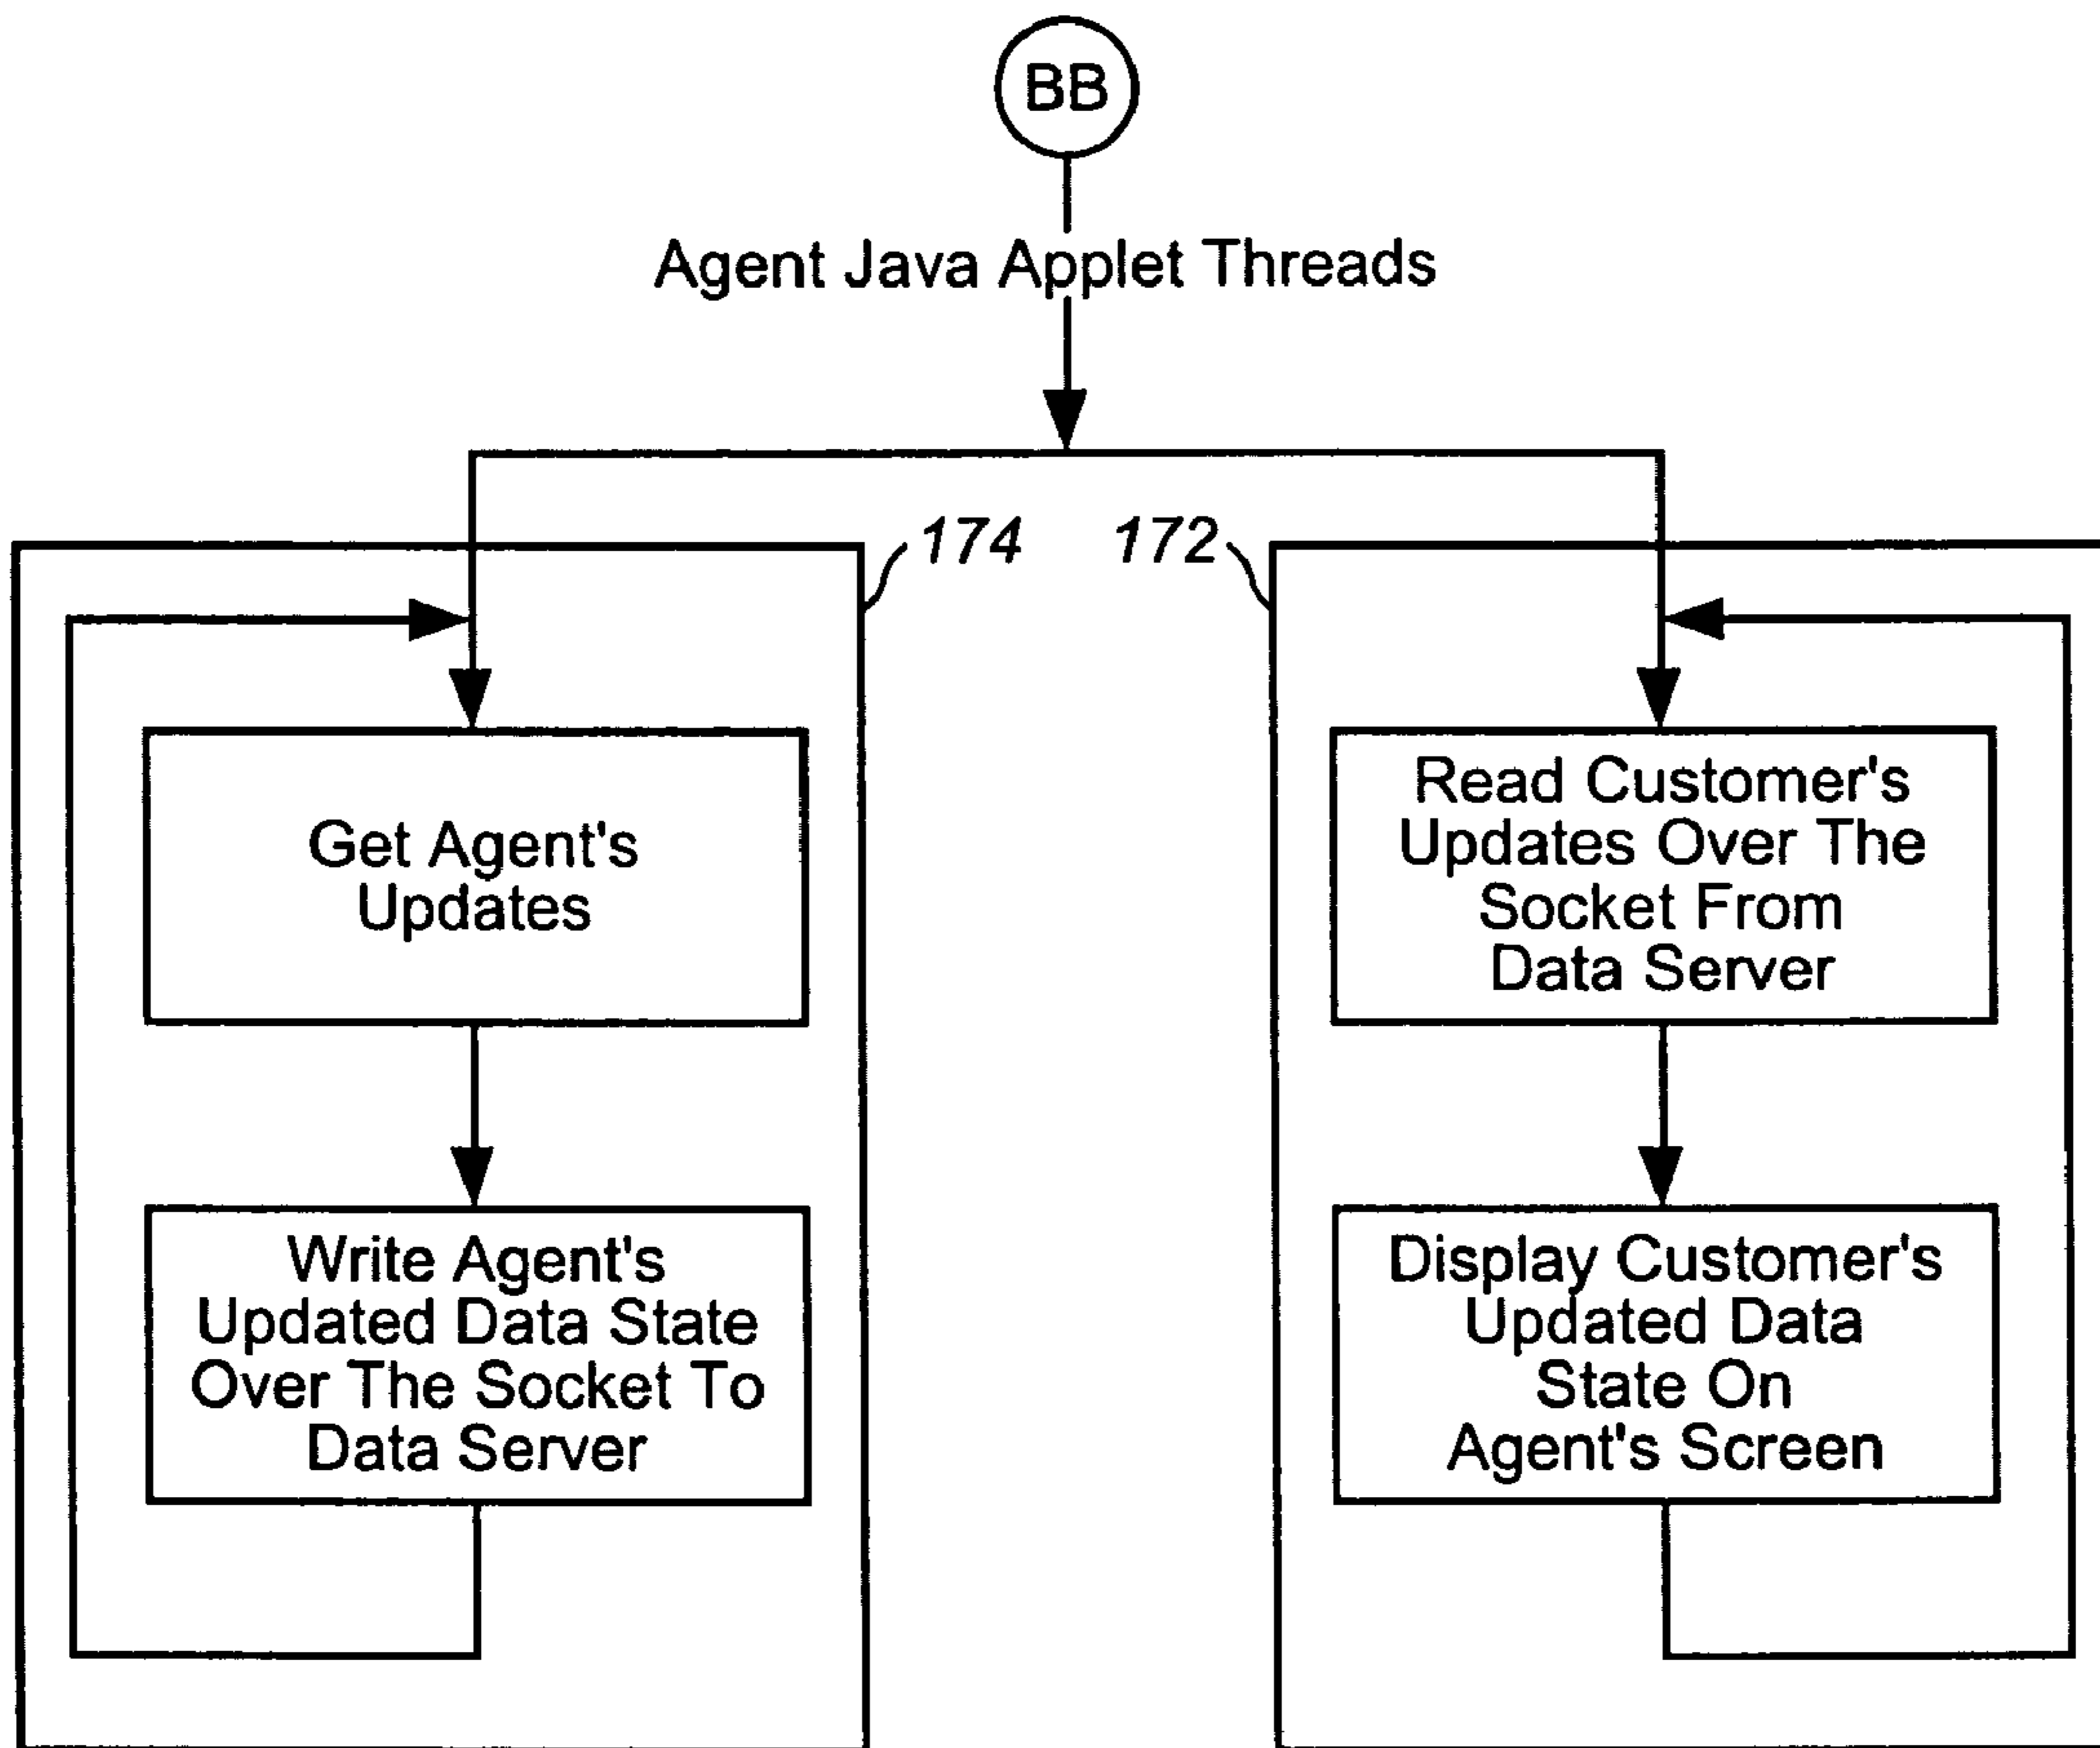 BB
Agent Java Applet Threads
174
172
Get Agent's
Updates
Write Agent's
Updated Data State
Over The Socket To
Data Server
Read Customer's
Updates Over The
Socket From
Data Server
Display Customer's
Updated Data
State On
Agent's Screen